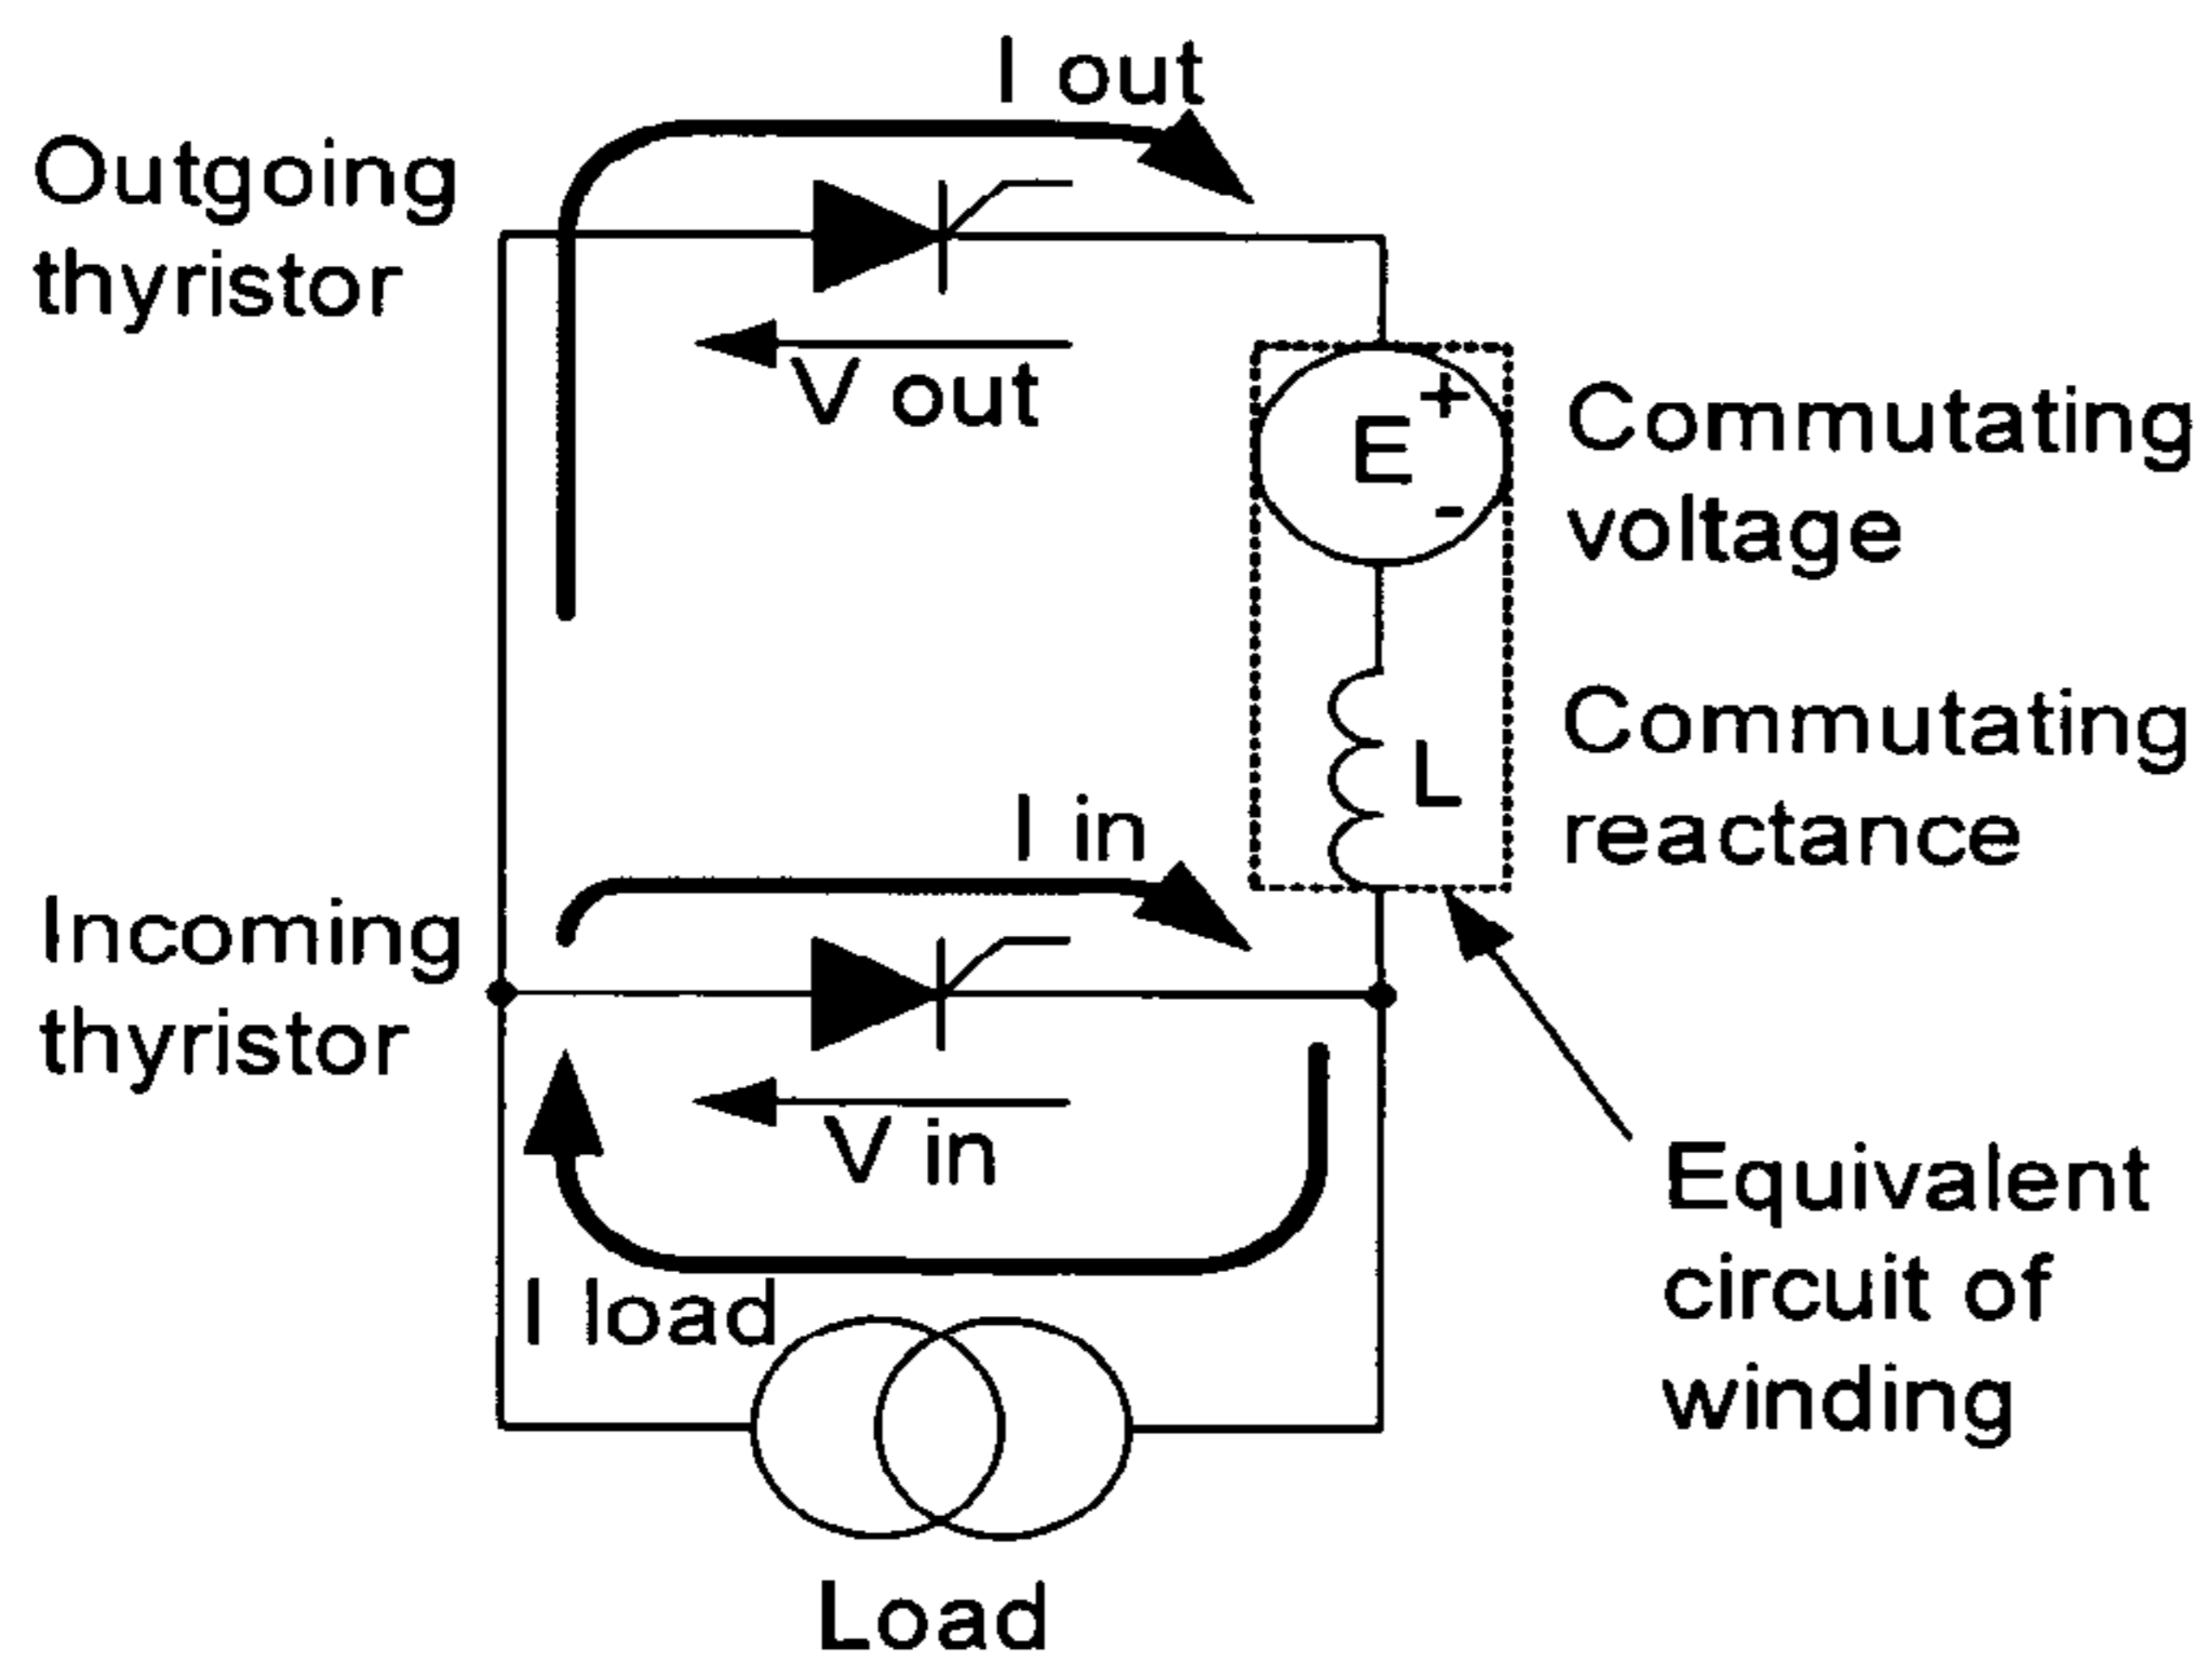 I out
Outgoing
thyristor
V out
E
+
-
Commutating
voltage
L
Commutating
reactance
I in
Incoming
thyristor
V in
I load
Equivalent
circuit of
winding
Load